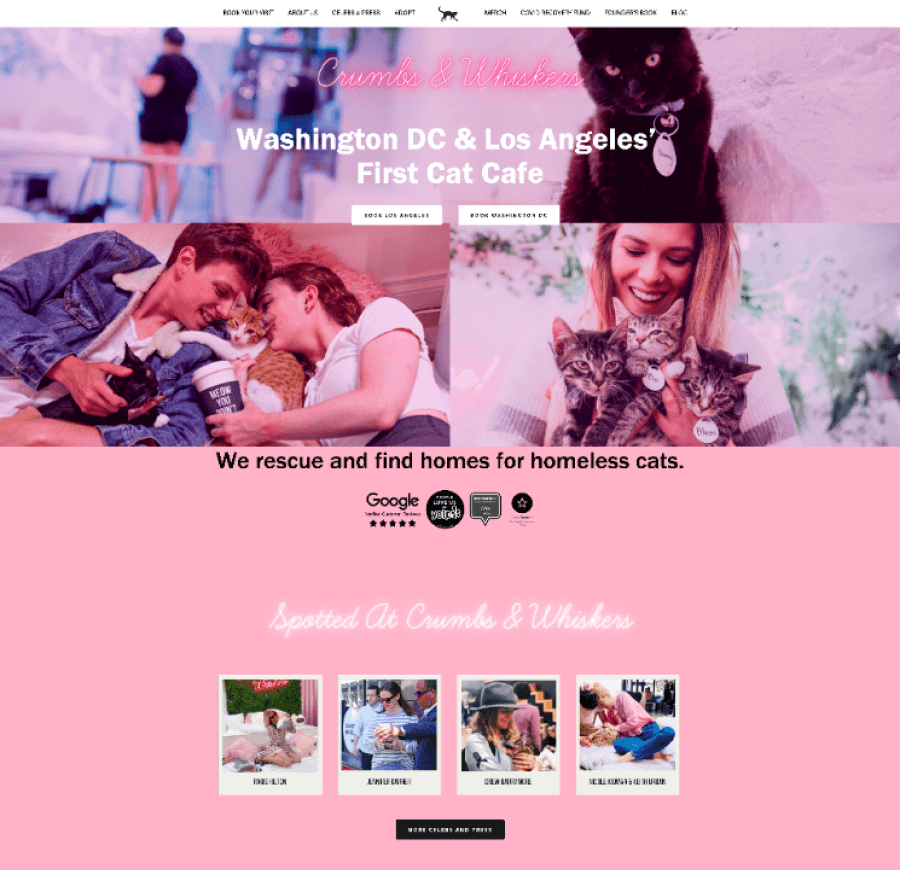 BOOK YOUR VISIT ABOUT US CELEBS & PRESS ADOPT MERCH COVID RECOVERY FUND FOUNDER'S BOOK BLOG
Crumbs & Whiskers
Washington DC & Los Angeles'
First Cat Cafe
BOOK LOS ANGELES BOOK WASHINGTON DC
MEOW
YOU
DOIN'?
We rescue and find homes for homeless cats.
Google
Verified Customer Reviews
LOVE US
Spotted At Crumbs & Whiskers
PARIS HILTON JENNIFER GARNER DREW BARRYMORE NICOLE KIDMAN & KEITH URBAN
MORE CELEBS AND PRESS